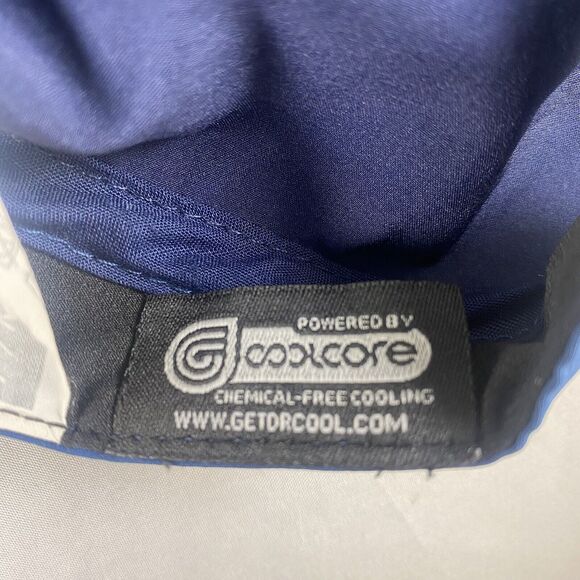 POWERED BY
COOLCORE
CHEMICAL-FREE COOLING
WWW.GETDRCOOL.COM